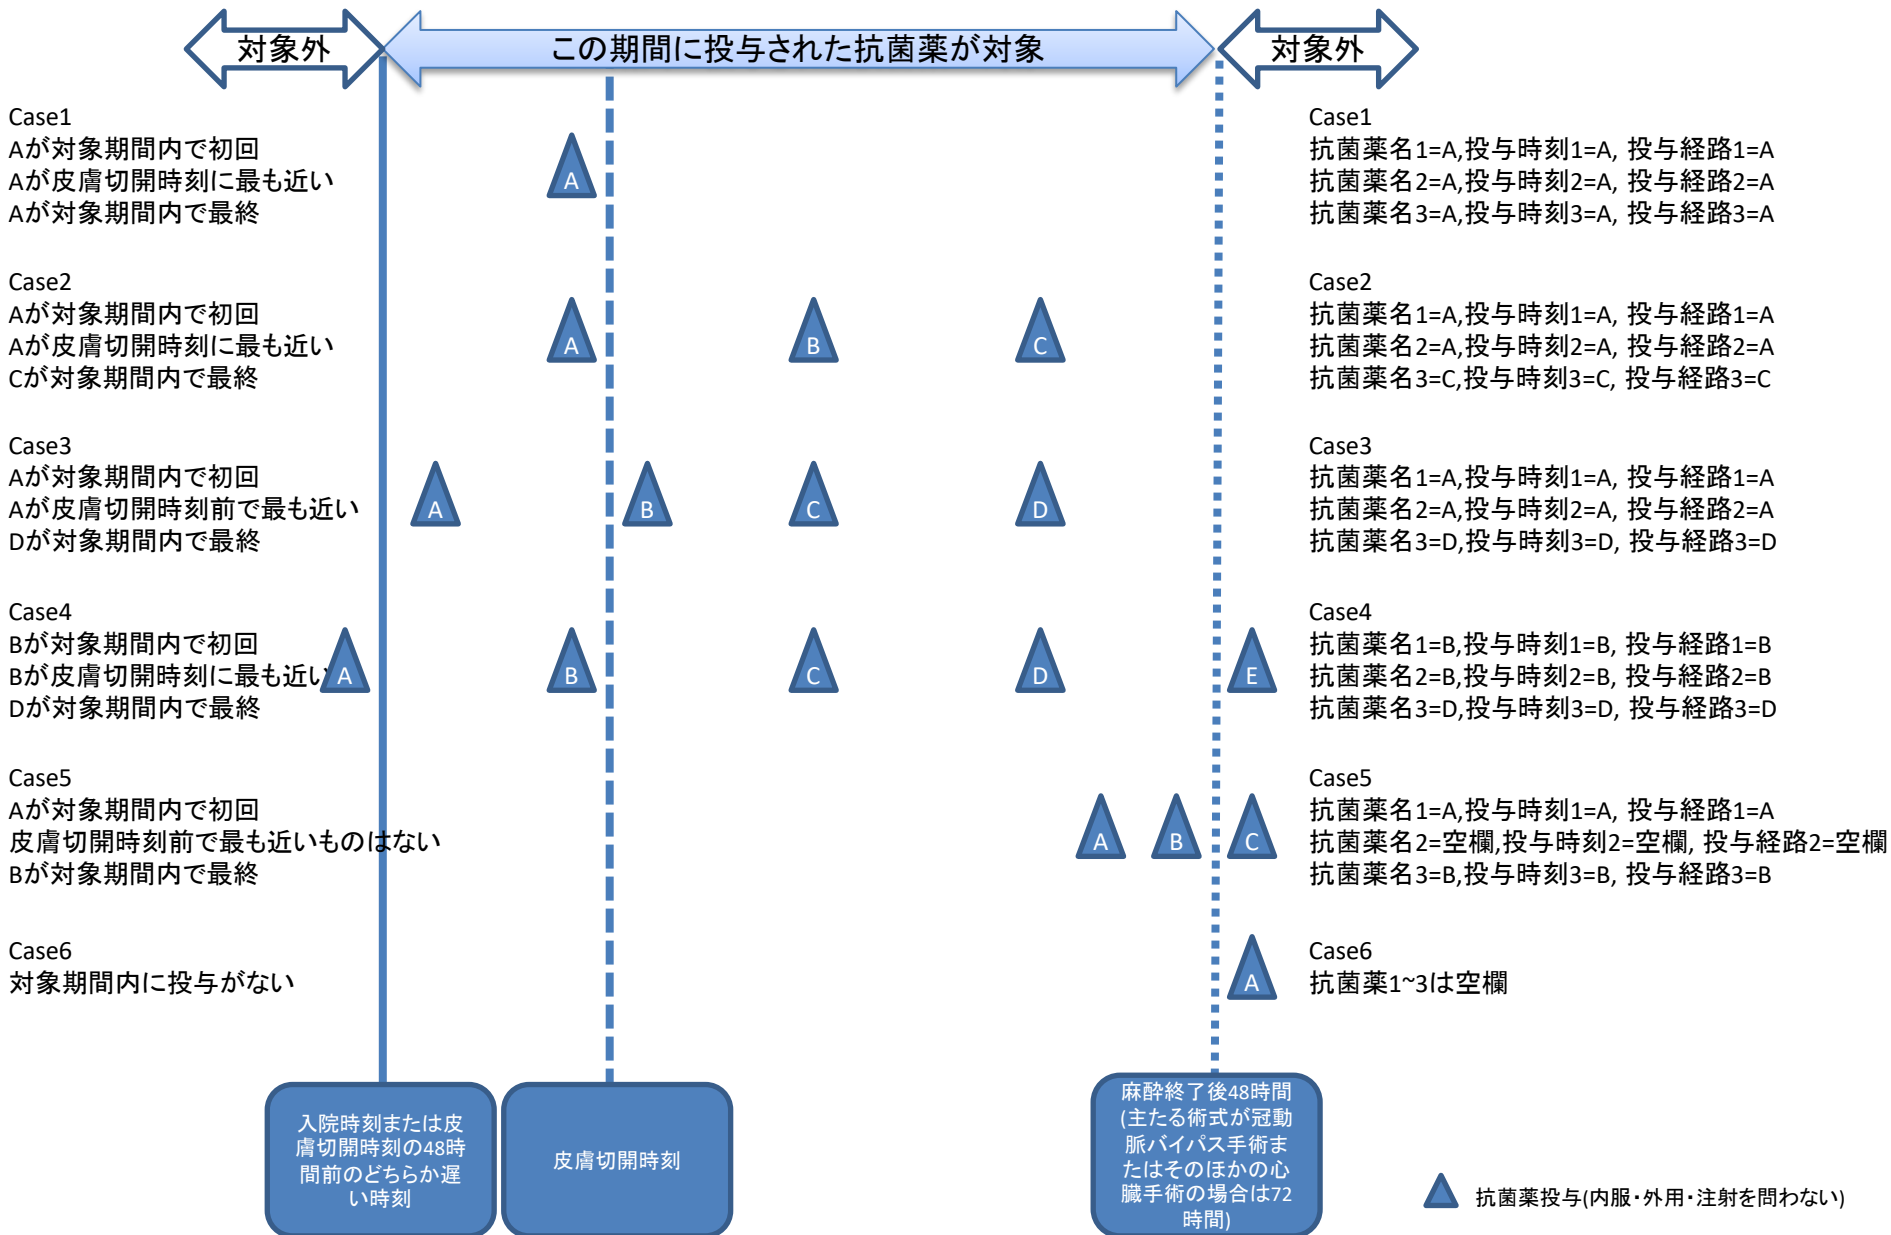 対象外
この期間に投与された抗菌薬が対象
対象外
Case1
Aが対象期間内で初回
Aが皮膚切開時刻に最も近い
Aが対象期間内で最終
A
Case1
抗菌薬名1=A,投与時刻1=A, 投与経路1=A
抗菌薬名2=A,投与時刻2=A, 投与経路2=A
抗菌薬名3=A,投与時刻3=A, 投与経路3=A
Case2
Aが対象期間内で初回
Aが皮膚切開時刻に最も近い
Cが対象期間内で最終
A
B
C
Case2
抗菌薬名1=A,投与時刻1=A, 投与経路1=A
抗菌薬名2=A,投与時刻2=A, 投与経路2=A
抗菌薬名3=C,投与時刻3=C, 投与経路3=C
Case3
Aが対象期間内で初回
Aが皮膚切開時刻前で最も近い
Dが対象期間内で最終
A
B
C
D
Case3
抗菌薬名1=A,投与時刻1=A, 投与経路1=A
抗菌薬名2=A,投与時刻2=A, 投与経路2=A
抗菌薬名3=D,投与時刻3=D, 投与経路3=D
Case4
Bが対象期間内で初回
Bが皮膚切開時刻に最も近い
Dが対象期間内で最終
A
B
C
D
E
Case4
抗菌薬名1=B,投与時刻1=B, 投与経路1=B
抗菌薬名2=B,投与時刻2=B, 投与経路2=B
抗菌薬名3=D,投与時刻3=D, 投与経路3=D
Case5
Aが対象期間内で初回
皮膚切開時刻前で最も近いものはない
Bが対象期間内で最終
A
B
C
Case5
抗菌薬名1=A,投与時刻1=A, 投与経路1=A
抗菌薬名2=空欄,投与時刻2=空欄, 投与経路2=空欄
抗菌薬名3=B,投与時刻3=B, 投与経路3=B
Case6
対象期間内に投与がない
A
Case6
抗菌薬1~3は空欄
入院時刻または皮
膚切開時刻の48時
間前のどちらか遅
い時刻
皮膚切開時刻
麻酔終了後48時間
(主たる術式が冠動
脈バイパス手術ま
たはそのほかの心
臓手術の場合は72
時間)
抗菌薬投与(内服・外用・注射を問わない)